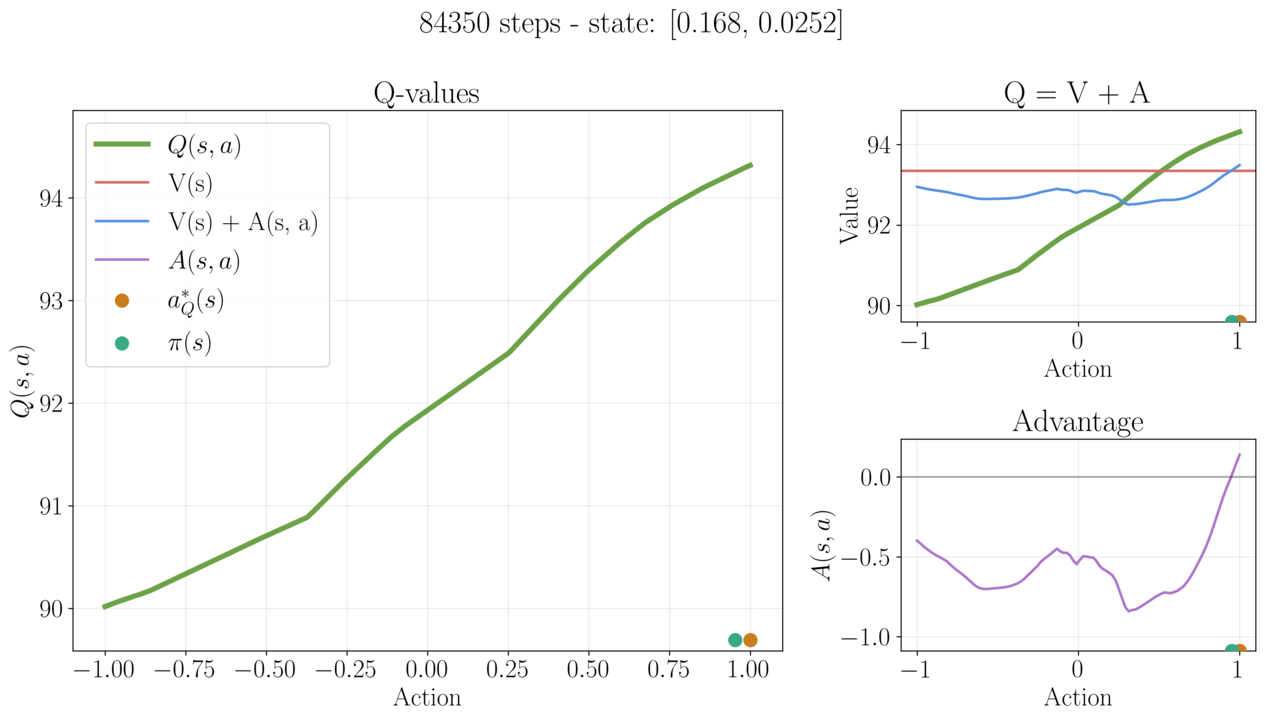 84350 steps - state: [0.168, 0.0252]
Q-values
Q(s, a)
V(s)
V(s) + A(s, a)
A(s, a)
a*Q(s)
π(s)
Q(s, a)
94
93
92
91
90
−1.00 −0.75 −0.50 −0.25 0.00 0.25 0.50 0.75 1.00
Action
Q = V + A
Value
94
92
90
−1 0 1
Action
Advantage
A(s, a)
0.0
−0.5
−1.0
−1 0 1
Action